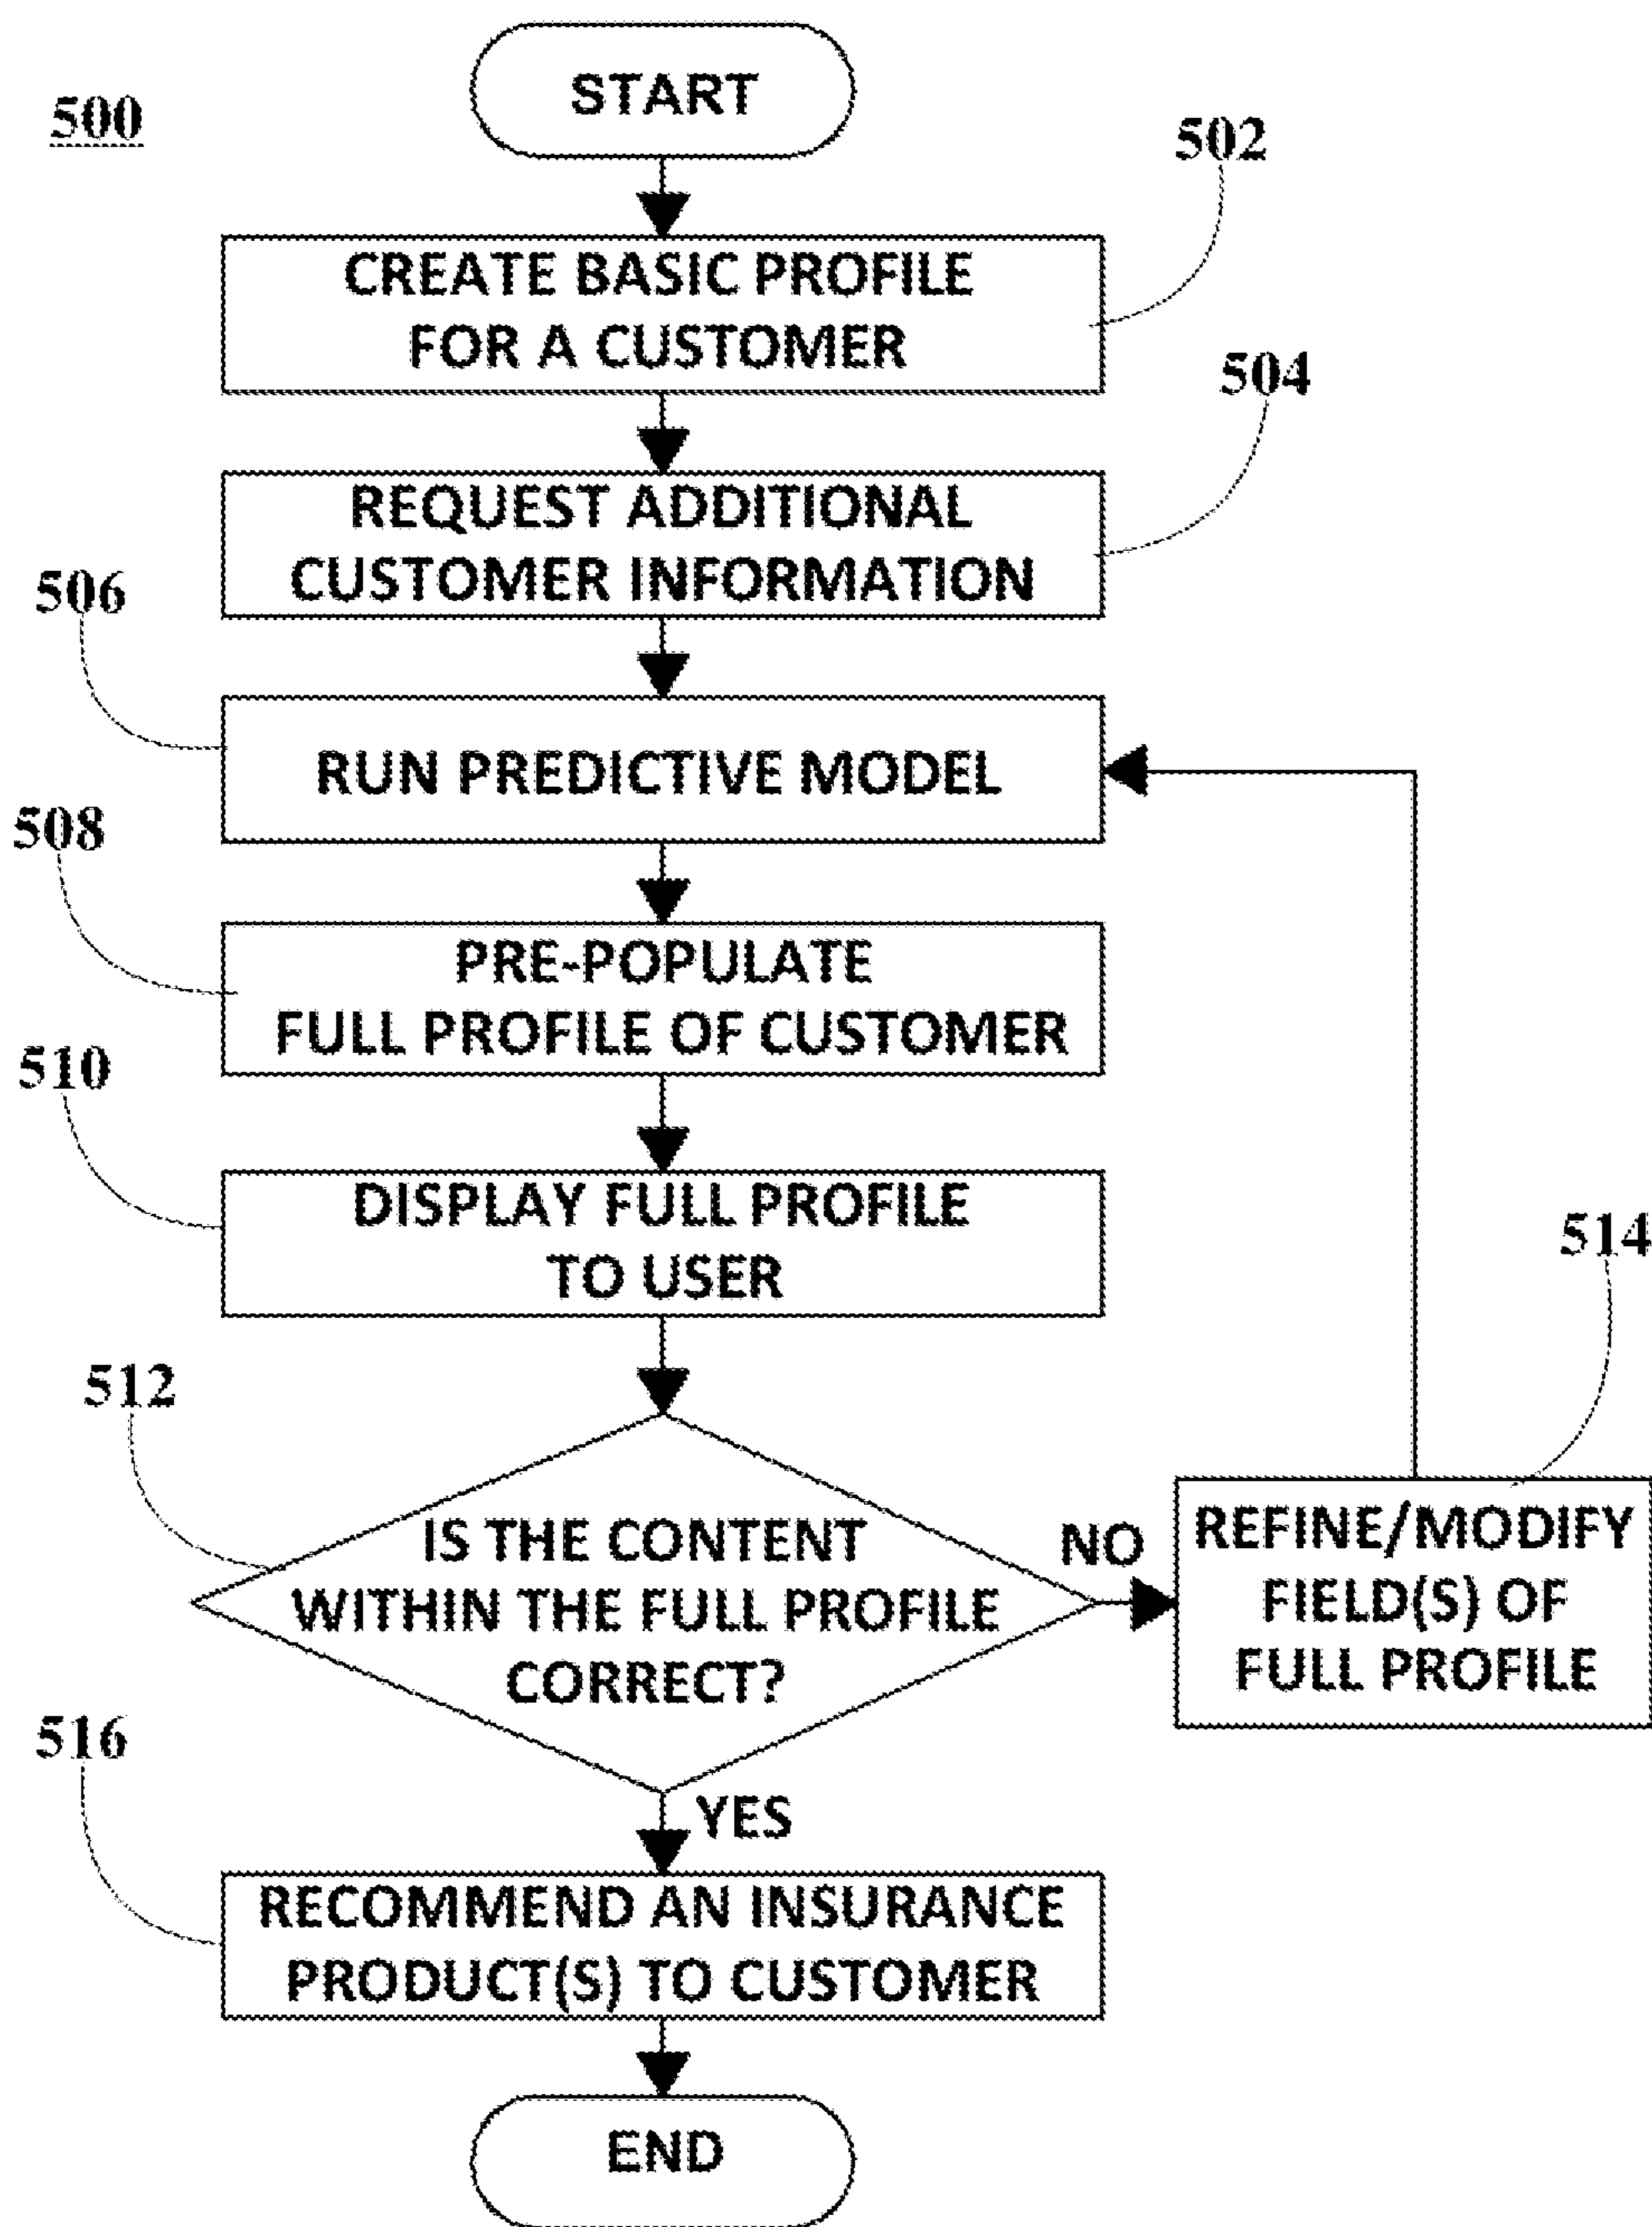 START
500
502
CREATE BASIC PROFILE
FOR A CUSTOMER
504
REQUEST ADDITIONAL
CUSTOMER INFORMATION
506
RUN PREDICTIVE MODEL
508
PRE-POPULATE
FULL PROFILE OF CUSTOMER
510
DISPLAY FULL PROFILE
TO USER
514
512
IS THE CONTENT
WITHIN THE FULL PROFILE
CORRECT?
NO
REFINE/MODIFY
FIELD(S) OF
FULL PROFILE
516
YES
RECOMMEND AN INSURANCE
PRODUCT(S) TO CUSTOMER
END